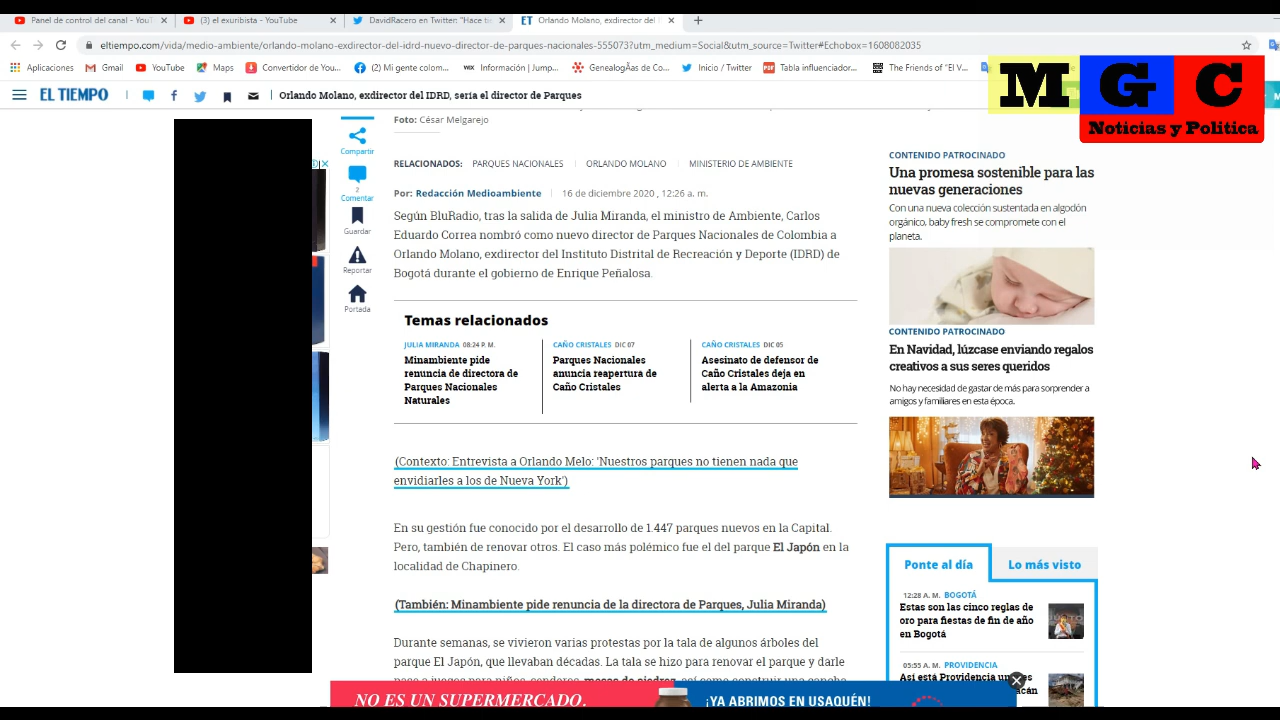 Panel de control del canal - YouT
(3) el exuribista - YouTube
DavidRacero en Twitter: "Hace tie
ET Orlando Molano, exdirector del I
eltiempo.com/vida/medio-ambiente/orlando-molano-exdirector-del-idrd-nuevo-director-de-parques-nacionales-555073?utm_medium=Social&utm_source=Twitter#Echobox=1608082035
Aplicaciones
Gmail
YouTube
Maps
Convertidor de You...
(2) Mi gente colom...
WiX Información | Jump...
GenealogÃ­as de Co...
Inicio / Twitter
PDF Tabla influenciador...
The Friends of "El V...
EL TIEMPO
Orlando Molano, exdirector del IDRD, sería el director de Parques
M G C
Noticias y Politica
Foto: César Melgarejo
Compartir
2
Comentar
Guardar
Reportar
Portada
RELACIONADOS: PARQUES NACIONALES | ORLANDO MOLANO | MINISTERIO DE AMBIENTE
Por: Redacción Medioambiente | 16 de diciembre 2020 , 12:26 a. m.
Según BluRadio, tras la salida de Julia Miranda, el ministro de Ambiente, Carlos
Eduardo Correa nombró como nuevo director de Parques Nacionales de Colombia a
Orlando Molano, exdirector del Instituto Distrital de Recreación y Deporte (IDRD) de
Bogotá durante el gobierno de Enrique Peñalosa.
Temas relacionados
JULIA MIRANDA 08:24 P. M.
Minambiente pide
renuncia de directora de
Parques Nacionales
Naturales
CAÑO CRISTALES DIC 07
Parques Nacionales
anuncia reapertura de
Caño Cristales
CAÑO CRISTALES DIC 05
Asesinato de defensor de
Caño Cristales deja en
alerta a la Amazonia
(Contexto: Entrevista a Orlando Melo: 'Nuestros parques no tienen nada que
envidiarles a los de Nueva York')
En su gestión fue conocido por el desarrollo de 1.447 parques nuevos en la Capital.
Pero, también de renovar otros. El caso más polémico fue el del parque El Japón en la
localidad de Chapinero.
(También: Minambiente pide renuncia de la directora de Parques, Julia Miranda)
Durante semanas, se vivieron varias protestas por la tala de algunos árboles del
parque El Japón, que llevaban décadas. La tala se hizo para renovar el parque y darle
CONTENIDO PATROCINADO
Una promesa sostenible para las
nuevas generaciones
Con una nueva colección sustentada en algodón
orgánico, baby fresh se compromete con el
planeta.
CONTENIDO PATROCINADO
En Navidad, lúzcase enviando regalos
creativos a sus seres queridos
No hay necesidad de gastar de más para sorprender a
amigos y familiares en esta época.
Ponte al día
Lo más visto
12:28 A. M. BOGOTÁ
Estas son las cinco reglas de
oro para fiestas de fin de año
en Bogotá
05:55 A. M. PROVIDENCIA
Así está Providencia un
NO ES UN SUPERMERCADO.
¡YA ABRIMOS EN USAQUÉN!